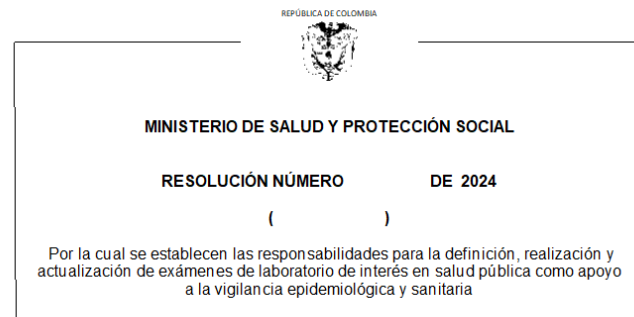 REPÚBLICA DE COLOMBIA
MINISTERIO DE SALUD Y PROTECCIÓN SOCIAL
RESOLUCIÓN NÚMERO DE 2024
( )
Por la cual se establecen las responsabilidades para la definición, realización y
actualización de exámenes de laboratorio de interés en salud pública como apoyo
a la vigilancia epidemiológica y sanitaria